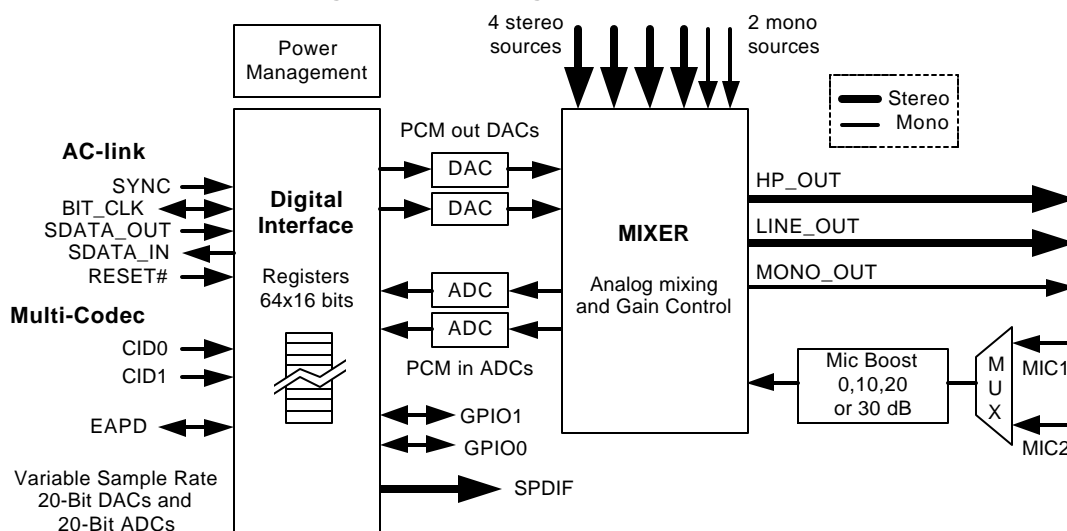 4 stereo
sources
2 mono
sources
Power
Management
Stereo
Mono
PCM out DACs
AC-link
SYNC
BIT_CLK
SDATA_OUT
SDATA_IN
RESET#
Digital
Interface
Registers
64x16 bits
DAC
DAC
ADC
ADC
PCM in ADCs
MIXER
Analog mixing
and Gain Control
HP_OUT
LINE_OUT
MONO_OUT
Multi-Codec
CID0
CID1
EAPD
GPIO1
GPIO0
SPDIF
Mic Boost
0,10,20
or 30 dB
MUX
MIC1
MIC2
Variable Sample Rate
20-Bit DACs and
20-Bit ADCs